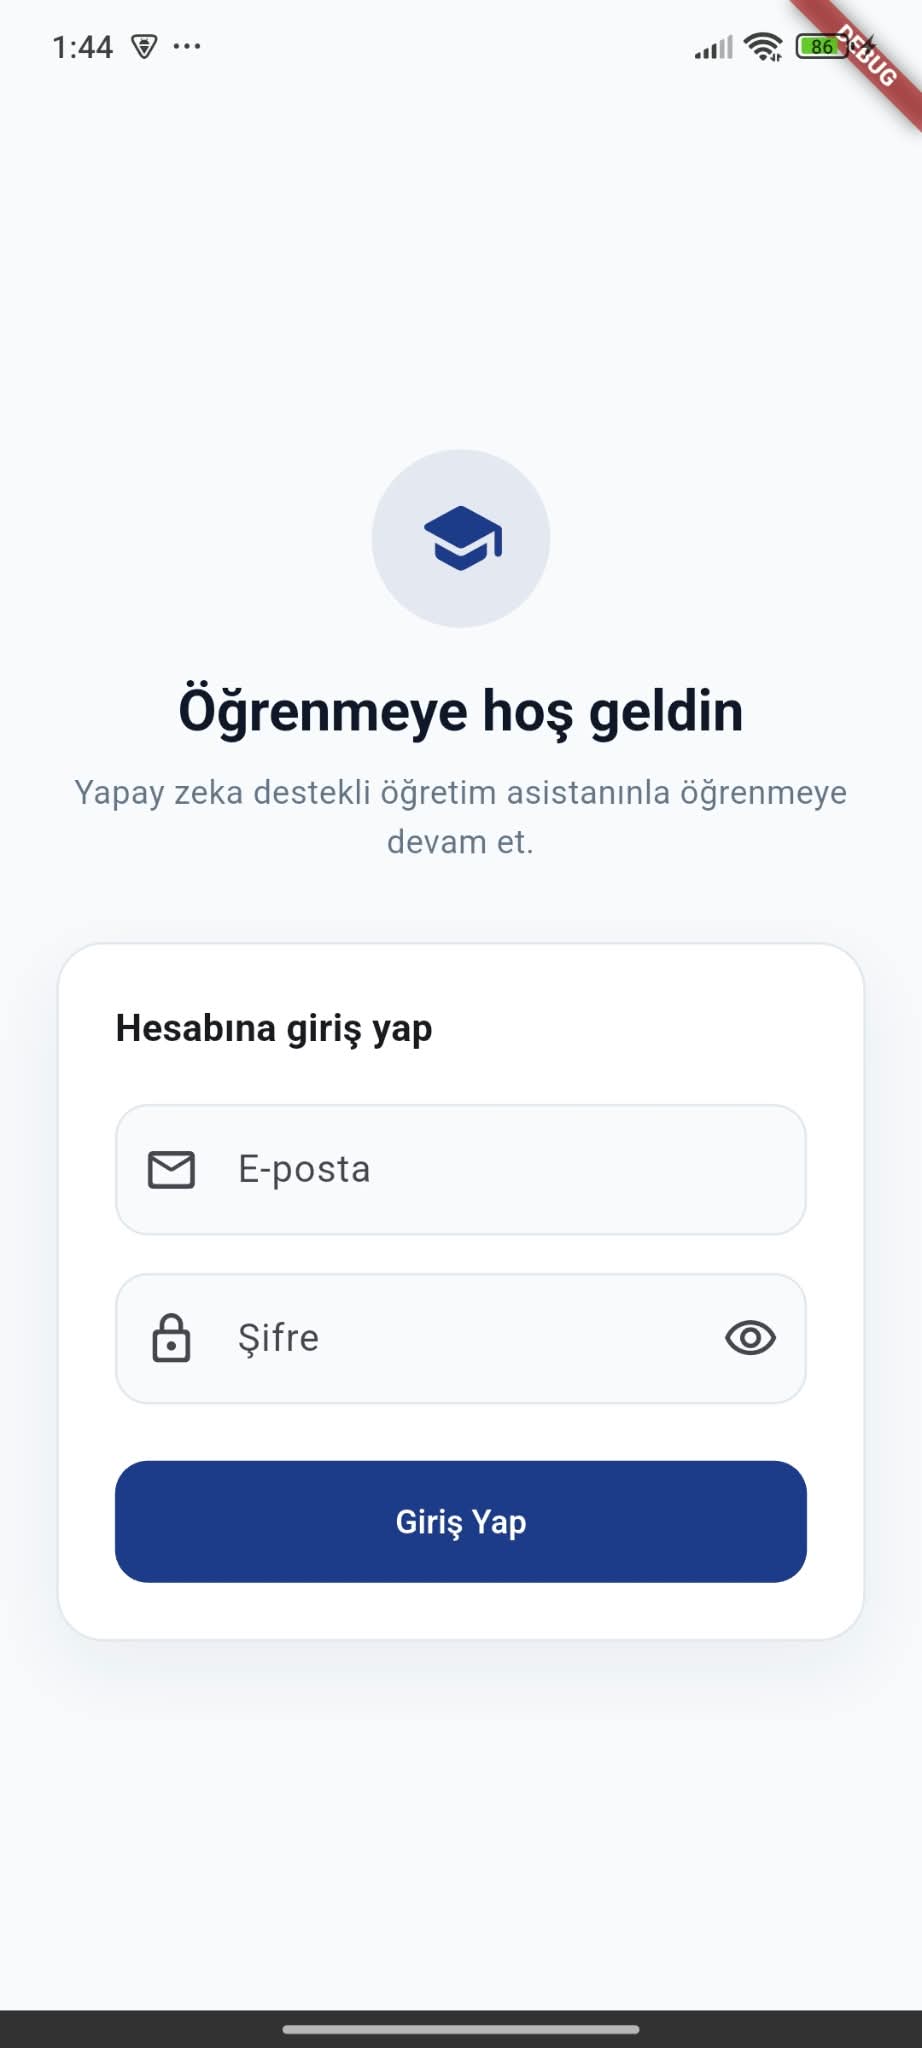 1:44
86
DEBUG
Öğrenmeye hoş geldin
Yapay zeka destekli öğretim asistanınla öğrenmeye
devam et.
Hesabına giriş yap
E-posta
Şifre
Giriş Yap